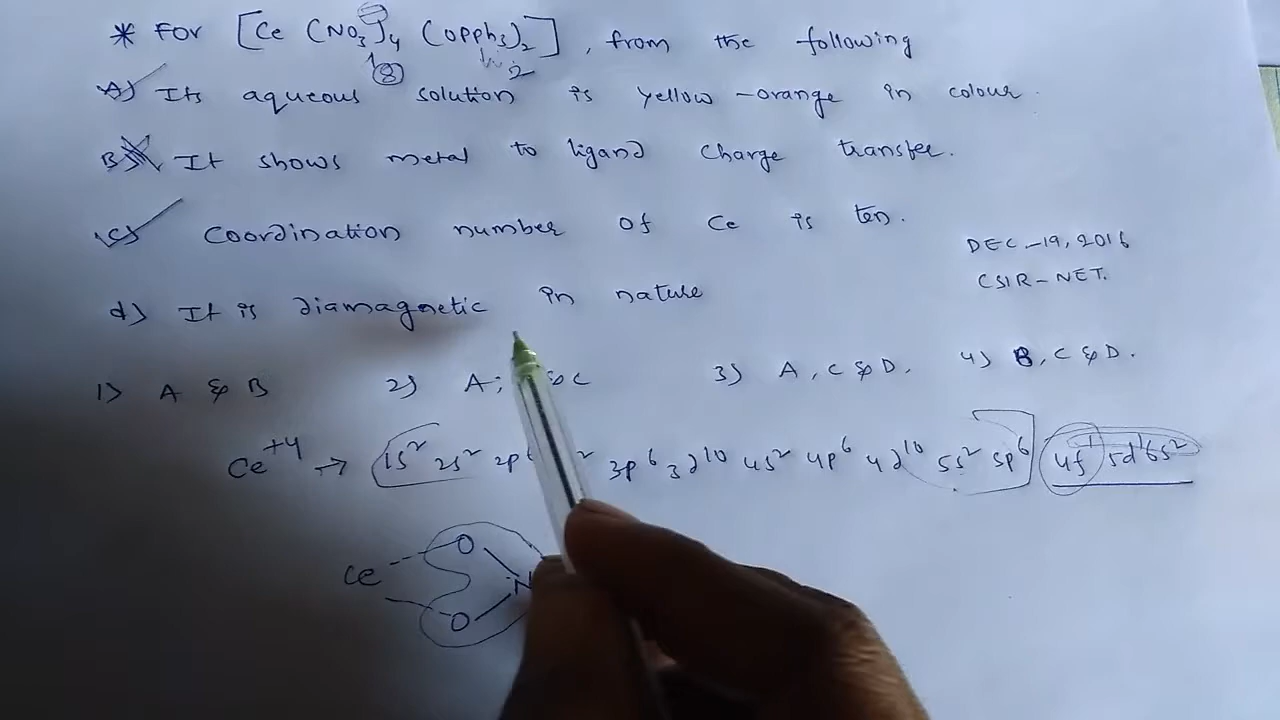 * For [Ce (NO3)4 (OPPh3)2], from the following
8 2
A) Its aqueous solution is yellow-orange in colour.
B) It shows metal to ligand charge transfer.
C) Coordination number of Ce is ten.
DEC-19, 2016
CSIR-NET.
d) It is diamagnetic in nature
1) A & B 2) A, & C 3) A, C & D. 4) B, C & D.
Ce+4 → 1s2 2s2 2p6 2 3p6 3d10 4s2 4p6 4d10 5s2 5p6 4f1 5d1 6s2
O
Ce N
O